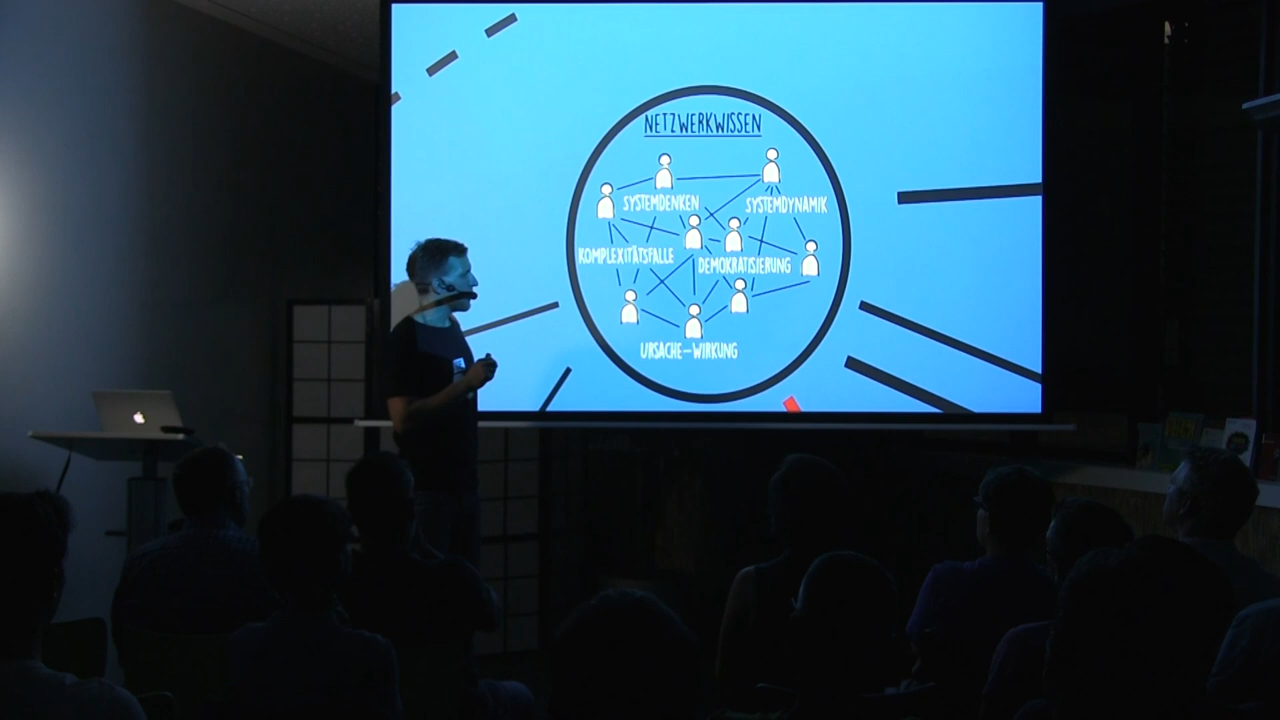 NETZWERKWISSEN
SYSTEMDENKEN
SYSTEMDYNAMIK
KOMPLEXITÄTSFALLE
DEMOKRATISIERUNG
URSACHE–WIRKUNG